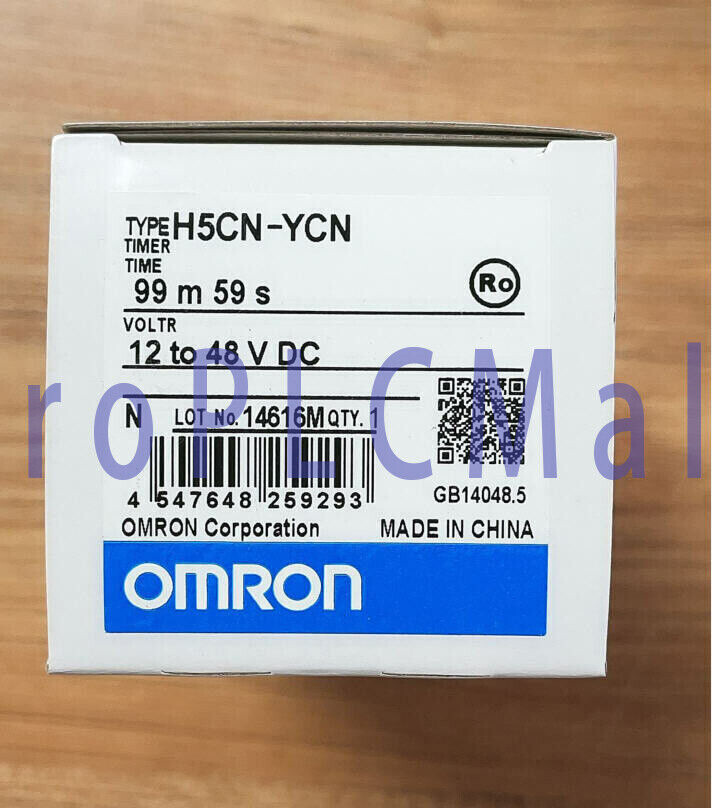 TYPE H5CN-YCN
TIMER
TIME
99 m 59 s
Ro
VOLTR
12 to 48 V DC
roPLCMal
N LOT No. 14616M QTY. 1
4 547648 259293
GB14048.5
OMRON Corporation MADE IN CHINA
OMRON